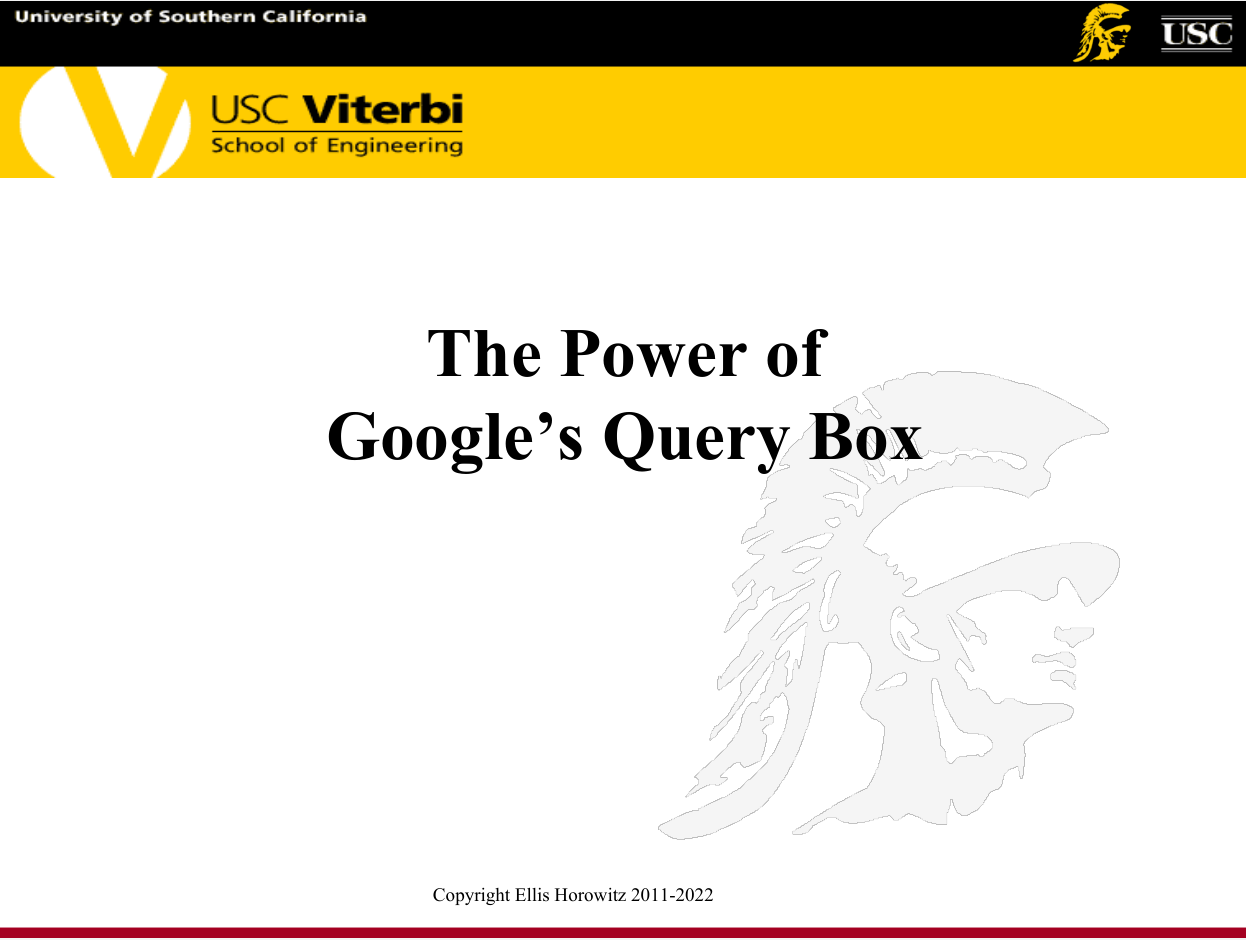 University of Southern California
USC
USC Viterbi
School of Engineering
The Power of
Google’s Query Box
Copyright Ellis Horowitz 2011-2022